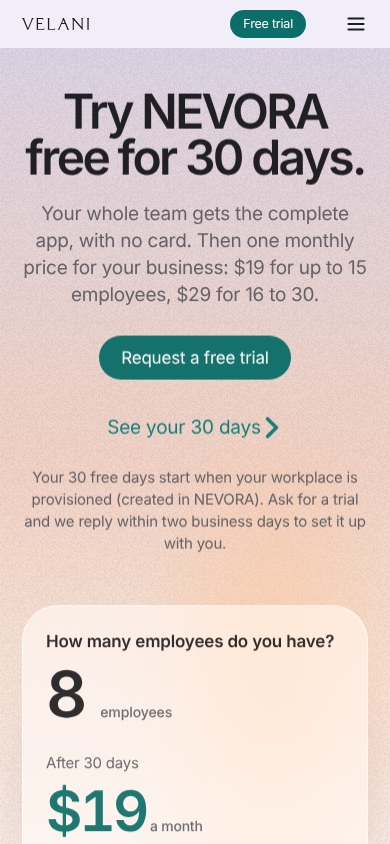 VELANI
Free trial
Try NEVORA
free for 30 days.
Your whole team gets the complete
app, with no card. Then one monthly
price for your business: $19 for up to 15
employees, $29 for 16 to 30.
Request a free trial
See your 30 days
Your 30 free days start when your workplace is
provisioned (created in NEVORA). Ask for a trial
and we reply within two business days to set it up
with you.
How many employees do you have?
8 employees
After 30 days
$19 a month